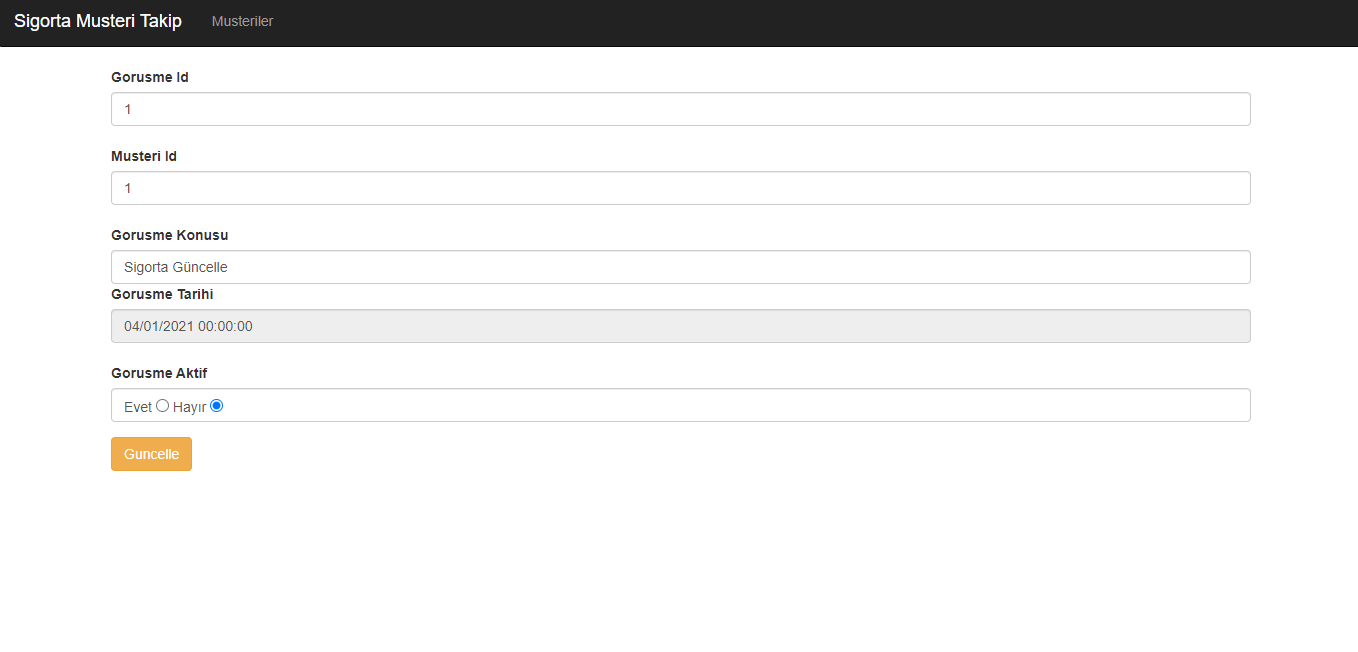 Sigorta Musteri Takip Musteriler
Gorusme Id
1
Musteri Id
1
Gorusme Konusu
Sigorta Güncelle
Gorusme Tarihi
04/01/2021 00:00:00
Gorusme Aktif
Evet Hayır
Guncelle